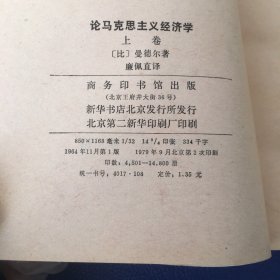 论马克思主义经济学
上卷
〔比〕曼德尔著
廉佩直译
商务印书馆出版
(北京王府井大街36号)
新华书店北京发行所发行
北京第二新华印刷厂印刷
850×1168毫米 1/32 14 5/8 印张 334千字
1964年11月第1版 1979年9月北京第2次印刷
印数:4,501—14,800册
统一书号:4017·108 定价:1.35元